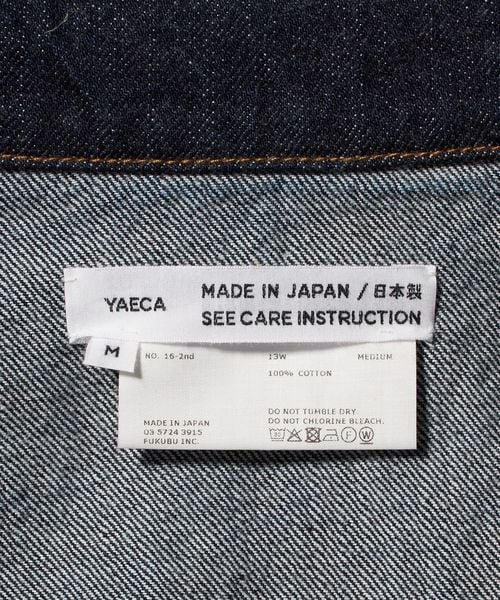 YAECA
MADE IN JAPAN / 日本製
SEE CARE INSTRUCTION
M
NO. 16-2nd 13W MEDIUM
100% COTTON
MADE IN JAPAN
03 5724 3915
FUKUBU INC.
DO NOT TUMBLE DRY.
DO NOT CHLORINE BLEACH.